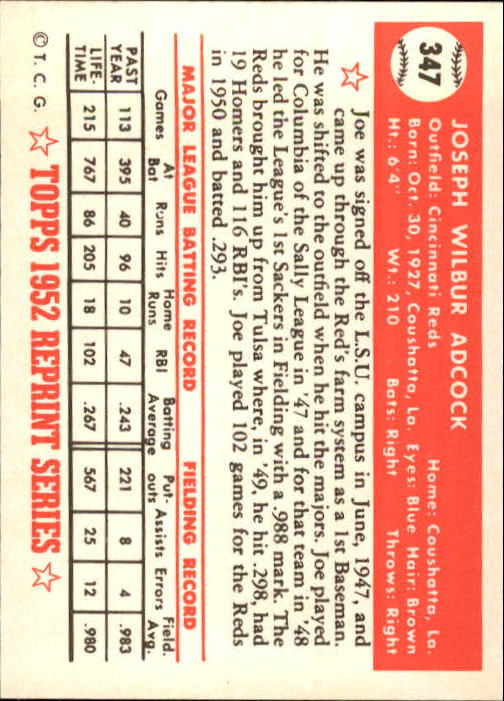 347
JOSEPH WILBUR ADCOCK
Outfield: Cincinnati Reds Home: Coushatta, La.
Born: Oct. 30, 1927, Coushatta, La. Eyes: Blue Hair: Brown
Ht.: 6'4" Wt.: 210 Bats: Right Throws: Right
Joe was signed off the L.S.U. campus in June, 1947, and
came up through the Red's farm system as a 1st Baseman.
He was shifted to the outfield when he hit the majors. Joe played
for Columbia of the Sally League in '47 and for that team in '48
he led the League's 1st Sackers in Fielding with a .988 mark. The
Reds brought him up from Tulsa where, in '49, he hit .298, had
19 Homers and 116 RBI's. Joe played 102 games for the Reds
in 1950 and batted .293.
MAJOR LEAGUE BATTING RECORD FIELDING RECORD
Games At Bat Runs Hits Home Runs RBI Batting Average Put-outs Assists Errors Field. Avg.
PAST YEAR 113 395 40 96 10 47 .243 221 8 4 .983
LIFE-TIME 215 767 86 205 18 102 .267 567 25 12 .980
© T. C. G. TOPPS 1952 REPRINT SERIES